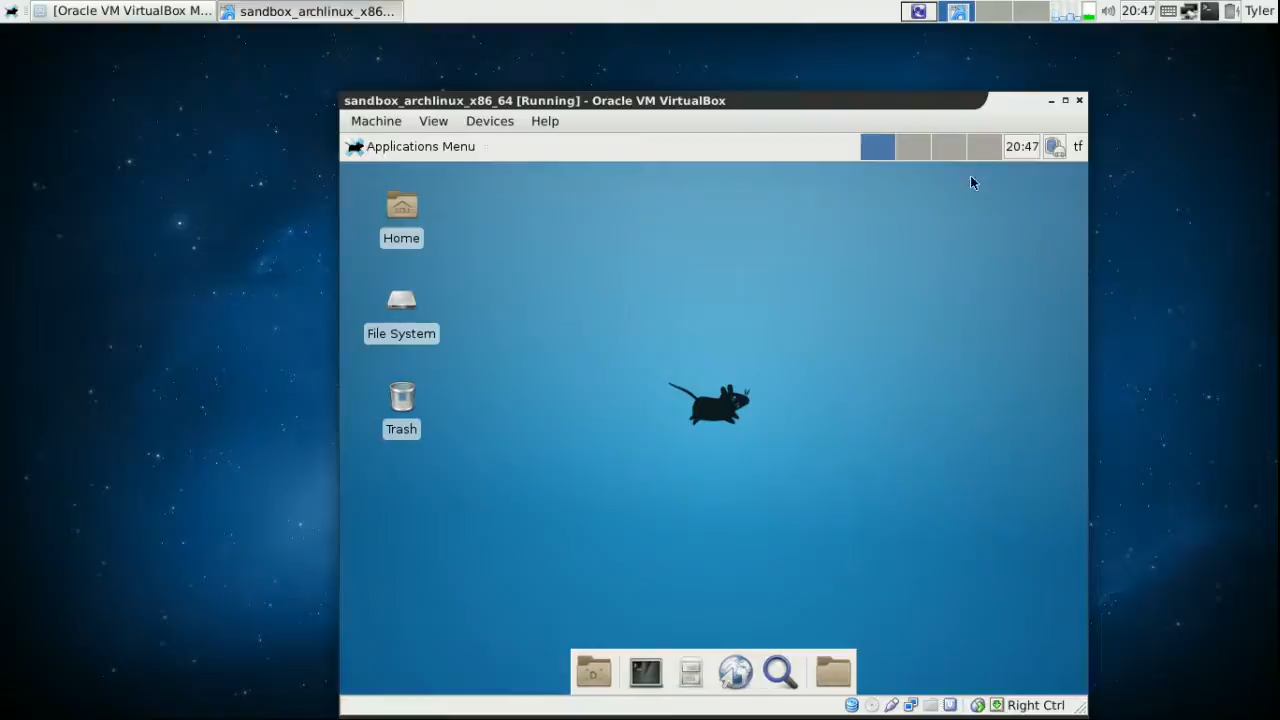 [Oracle VM VirtualBox M...
sandbox_archlinux_x86...
20:47
Tyler
sandbox_archlinux_x86_64 [Running] - Oracle VM VirtualBox
Machine View Devices Help
Applications Menu
20:47
tf
Home
File System
Trash
Right Ctrl